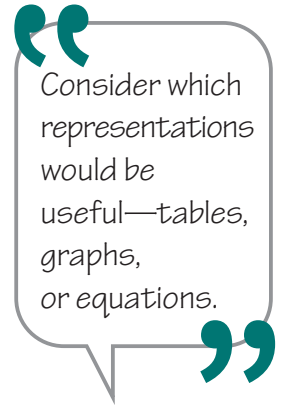 Consider which
representations
would be
useful—tables,
graphs,
or equations.